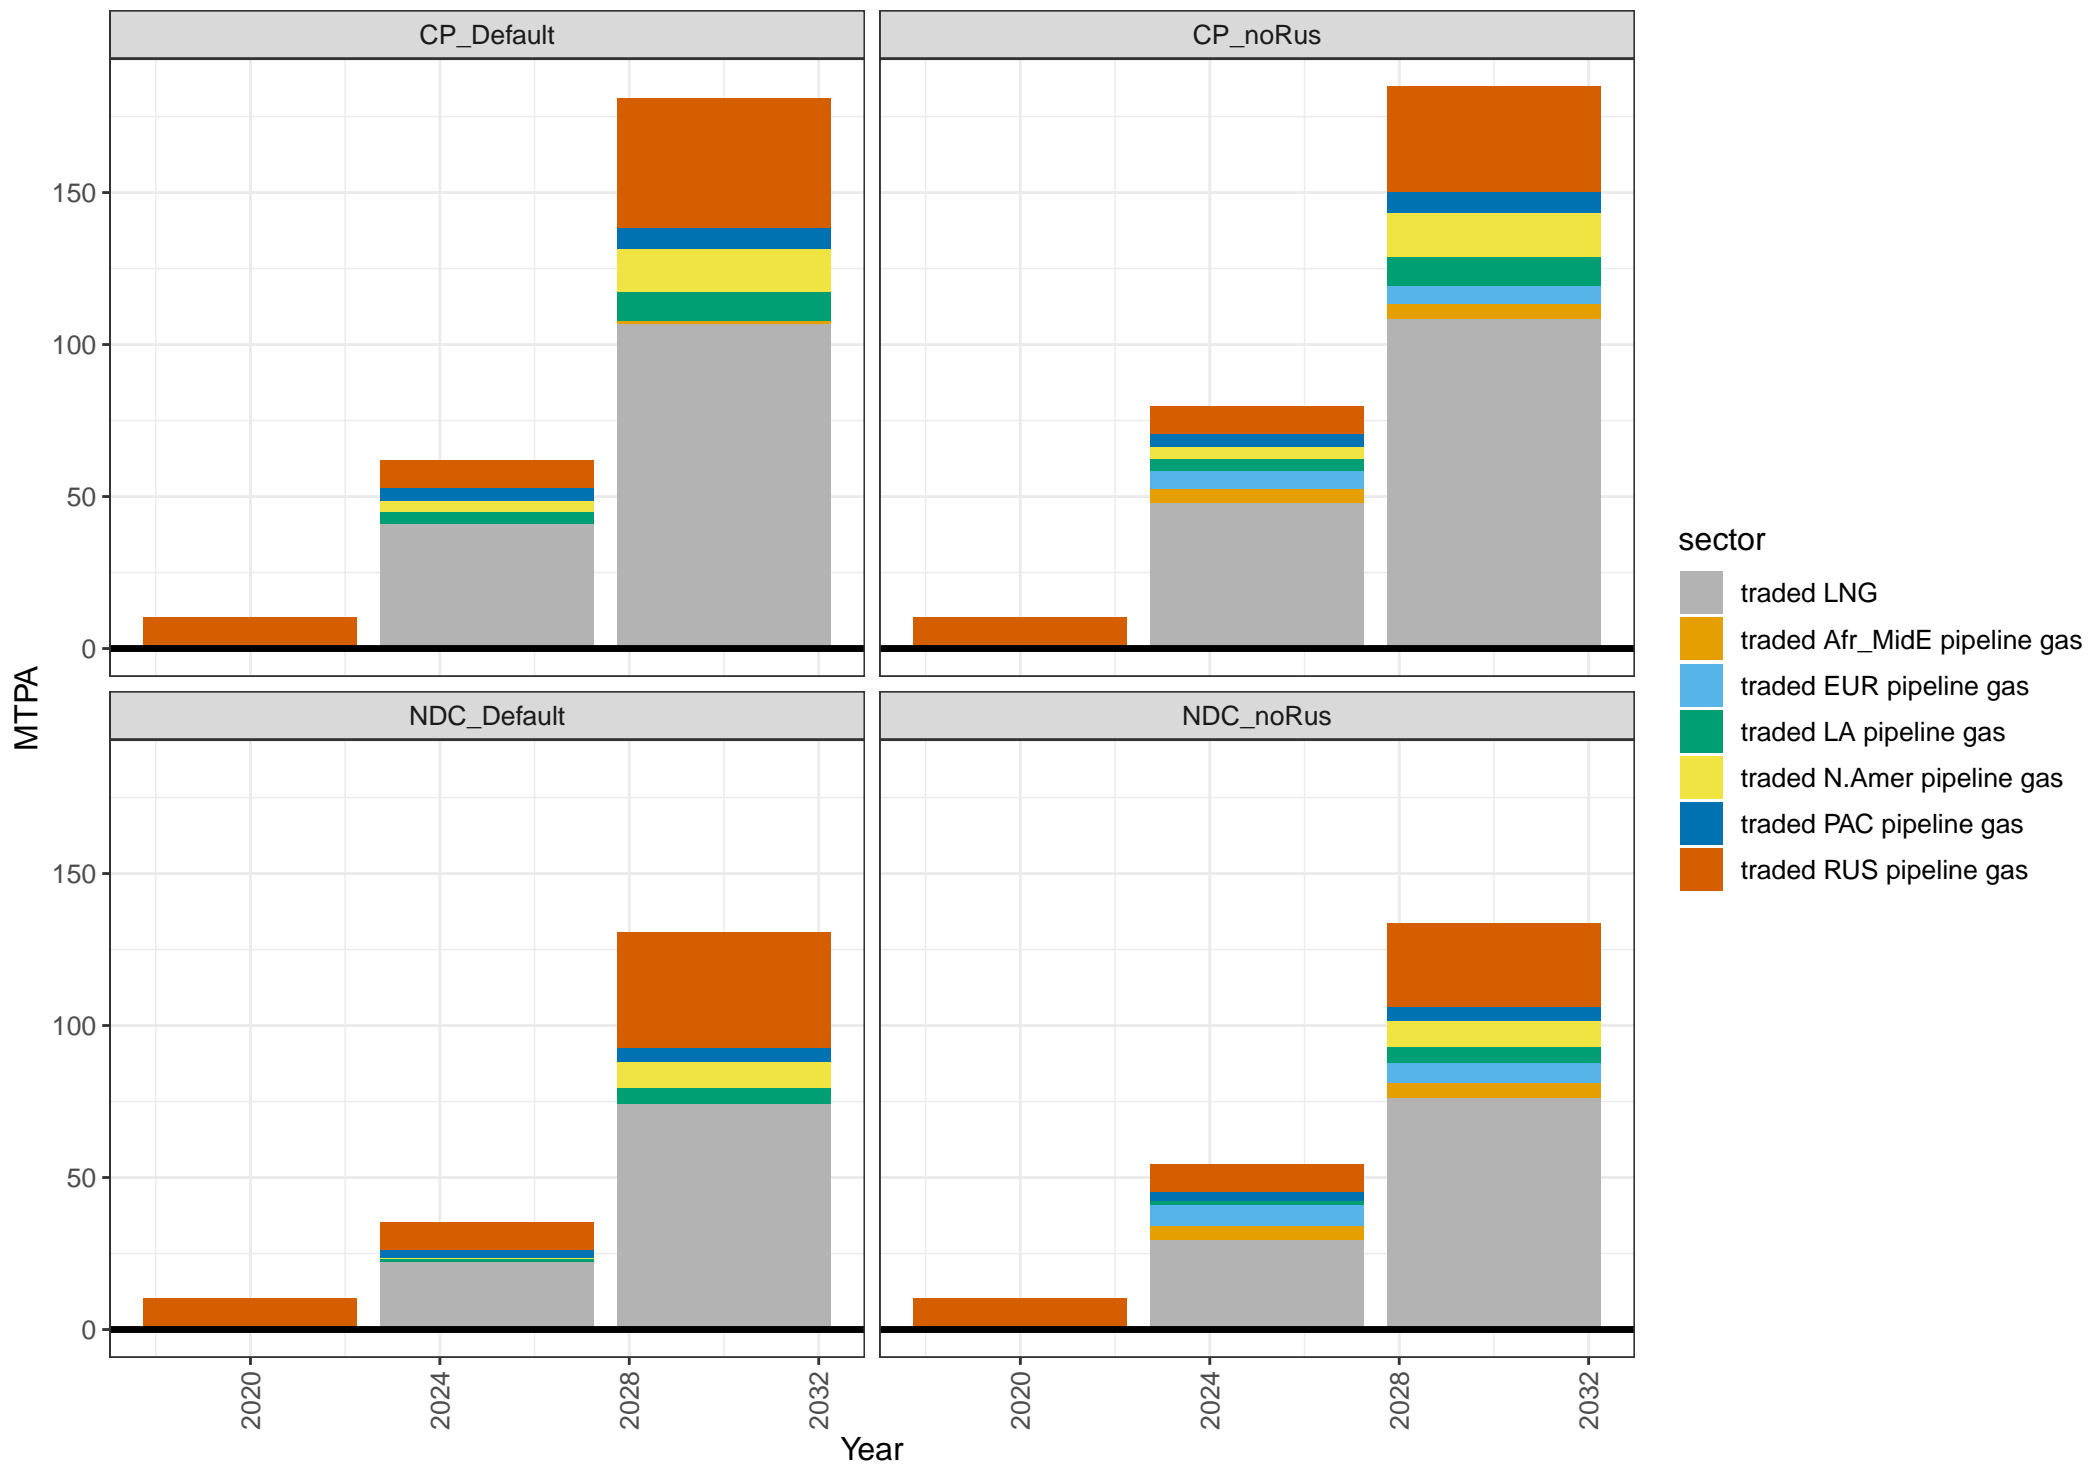 CP_Default
CP_noRus
150
100
50
0
NDC_Default
NDC_noRus
150
100
50
0
MTPA
2020
2024
2028
2032
2020
2024
2028
2032
Year
sector
traded LNG
traded Afr_MidE pipeline gas
traded EUR pipeline gas
traded LA pipeline gas
traded N.Amer pipeline gas
traded PAC pipeline gas
traded RUS pipeline gas